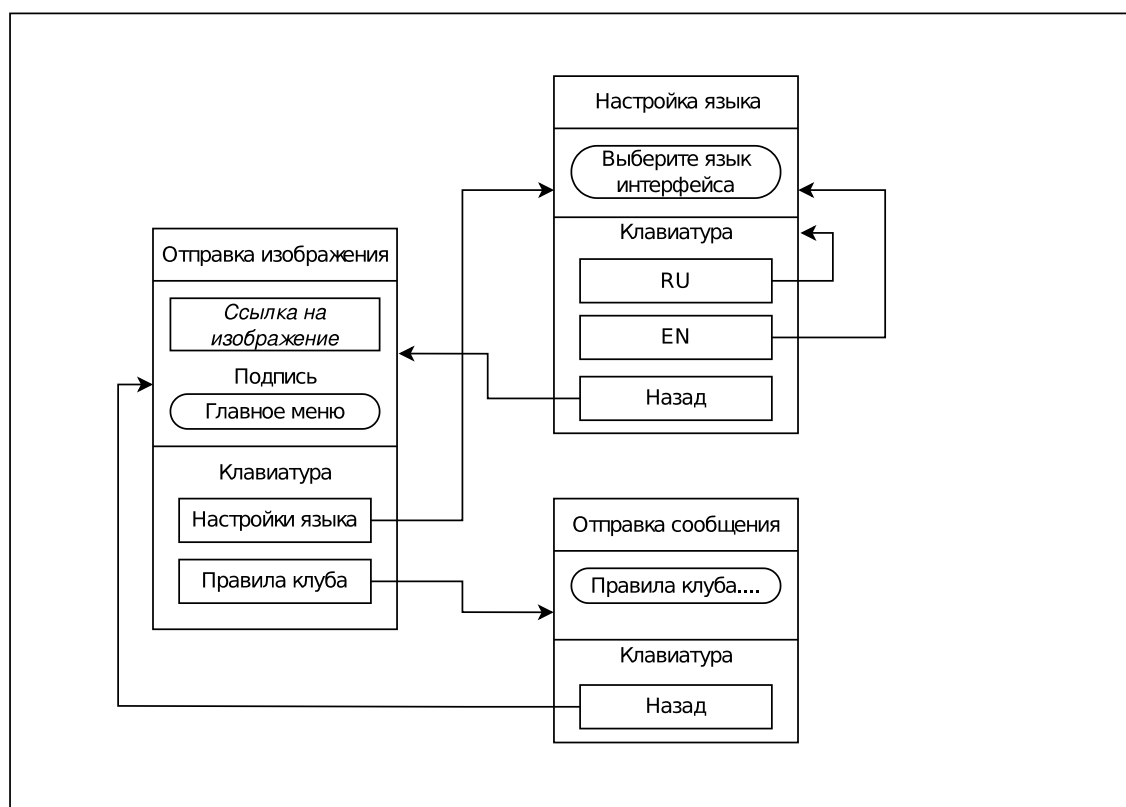 Отправка изображения
Ссылка на
изображение
Подпись
Главное меню
Клавиатура
Настройки языка
Правила клуба
Настройка языка
Выберите язык
интерфейса
Клавиатура
RU
EN
Назад
Отправка сообщения
Правила клуба....
Клавиатура
Назад